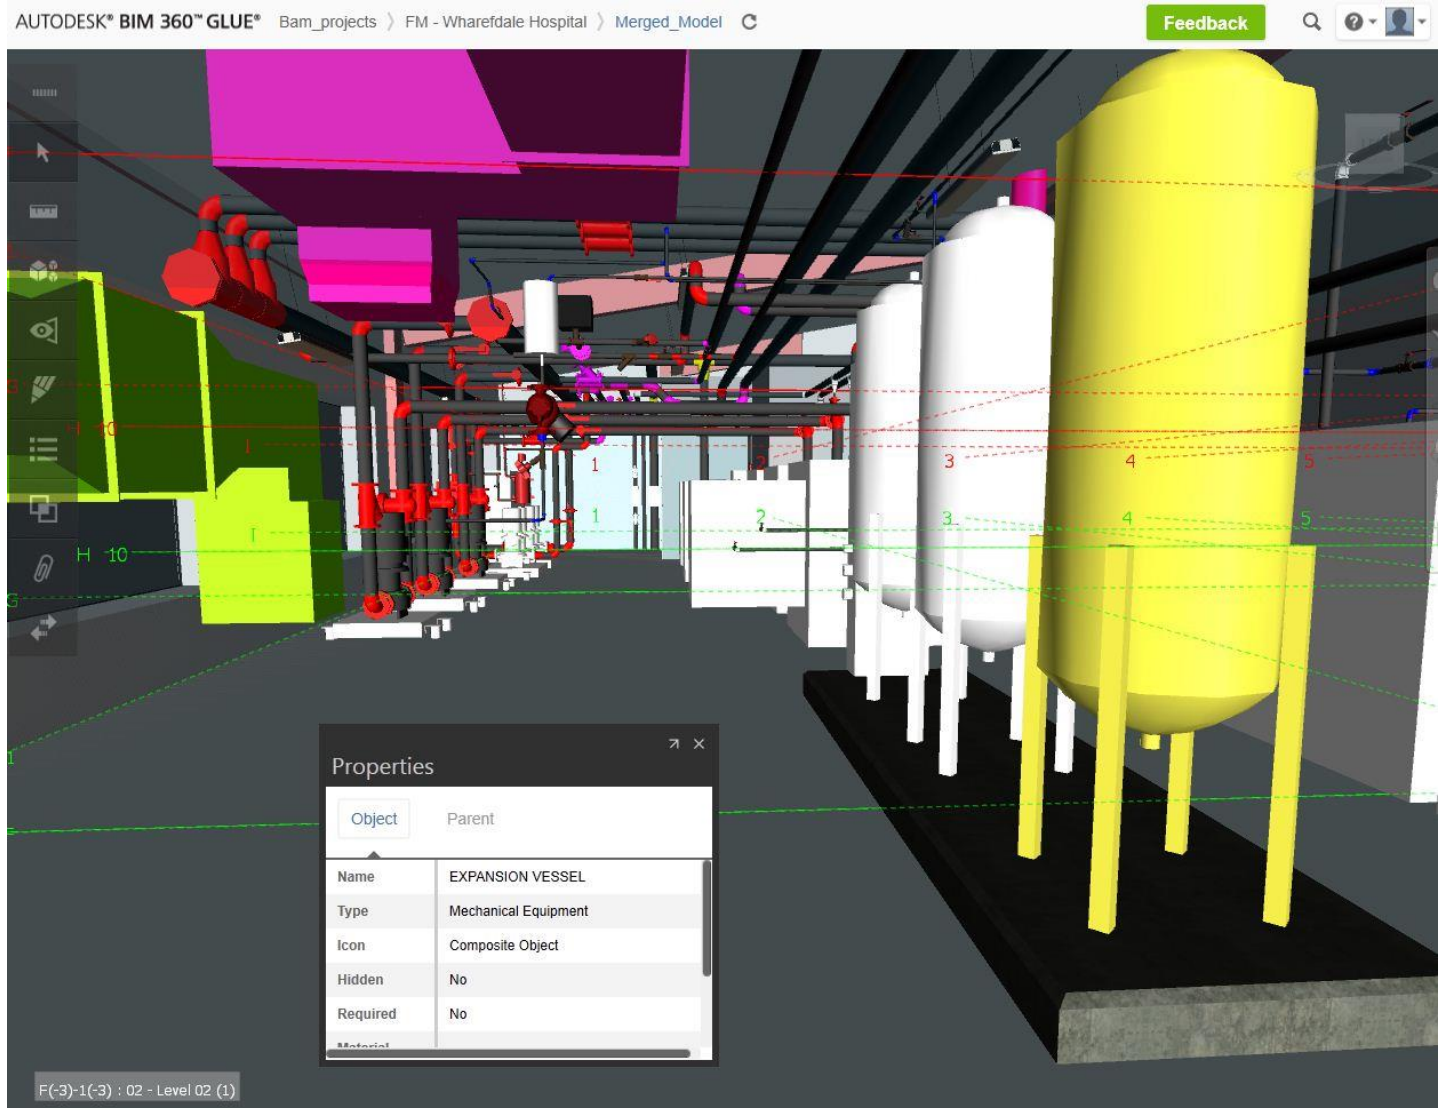 AUTODESK® BIM 360™ GLUE® Bam_projects 〉 FM - Wharefdale Hospital 〉 Merged_Model
Feedback
H 10
1 2 3 4 5
1 2 3 4 5
H 10
G
Properties
Object Parent
Name EXPANSION VESSEL
Type Mechanical Equipment
Icon Composite Object
Hidden No
Required No
Material
F(-3)-1(-3) : 02 - Level 02 (1)